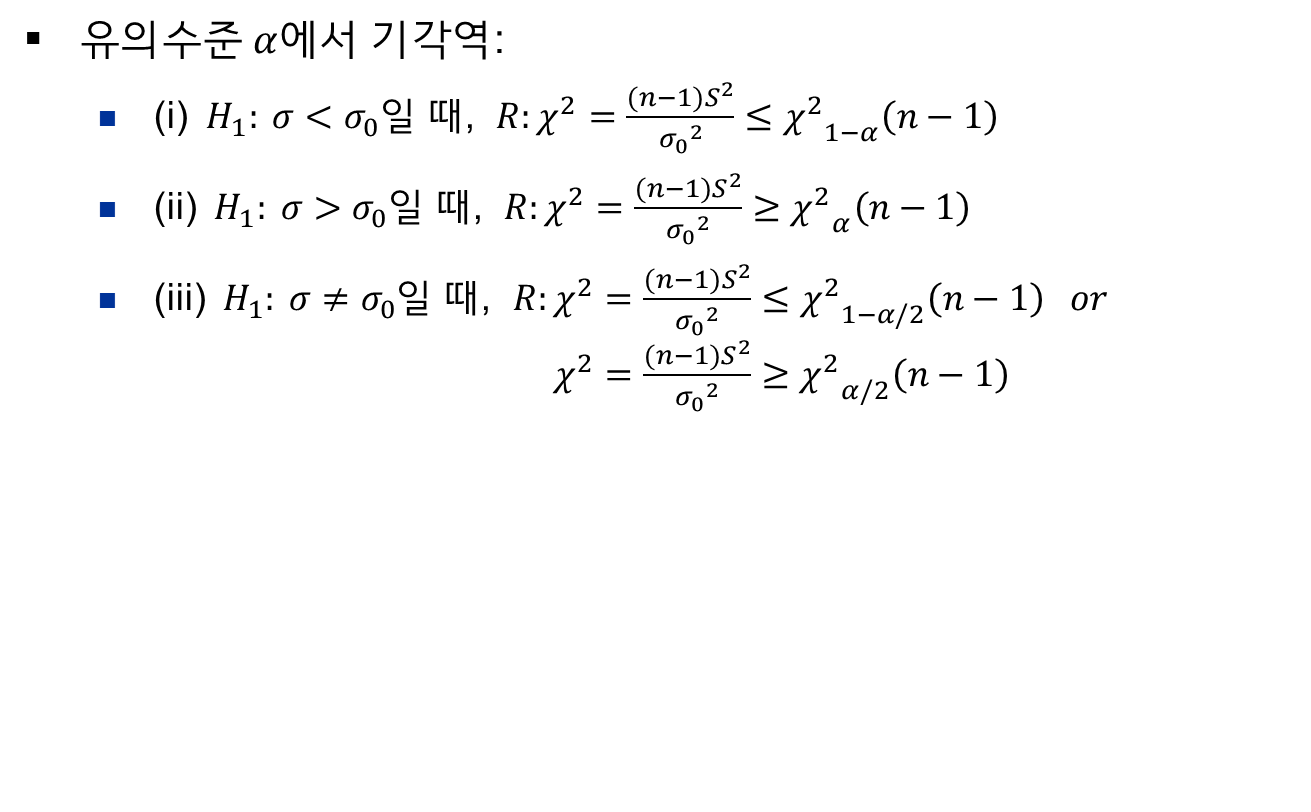 ▪ 유의수준 α에서 기각역:
▪ (i) H₁: σ < σ₀일 때, R: χ² = (n−1)S²/σ₀² ≤ χ²₁₋α(n − 1)
▪ (ii) H₁: σ > σ₀일 때, R: χ² = (n−1)S²/σ₀² ≥ χ²α(n − 1)
▪ (iii) H₁: σ ≠ σ₀일 때, R: χ² = (n−1)S²/σ₀² ≤ χ²₁₋α/₂(n − 1) or
χ² = (n−1)S²/σ₀² ≥ χ²α/₂(n − 1)